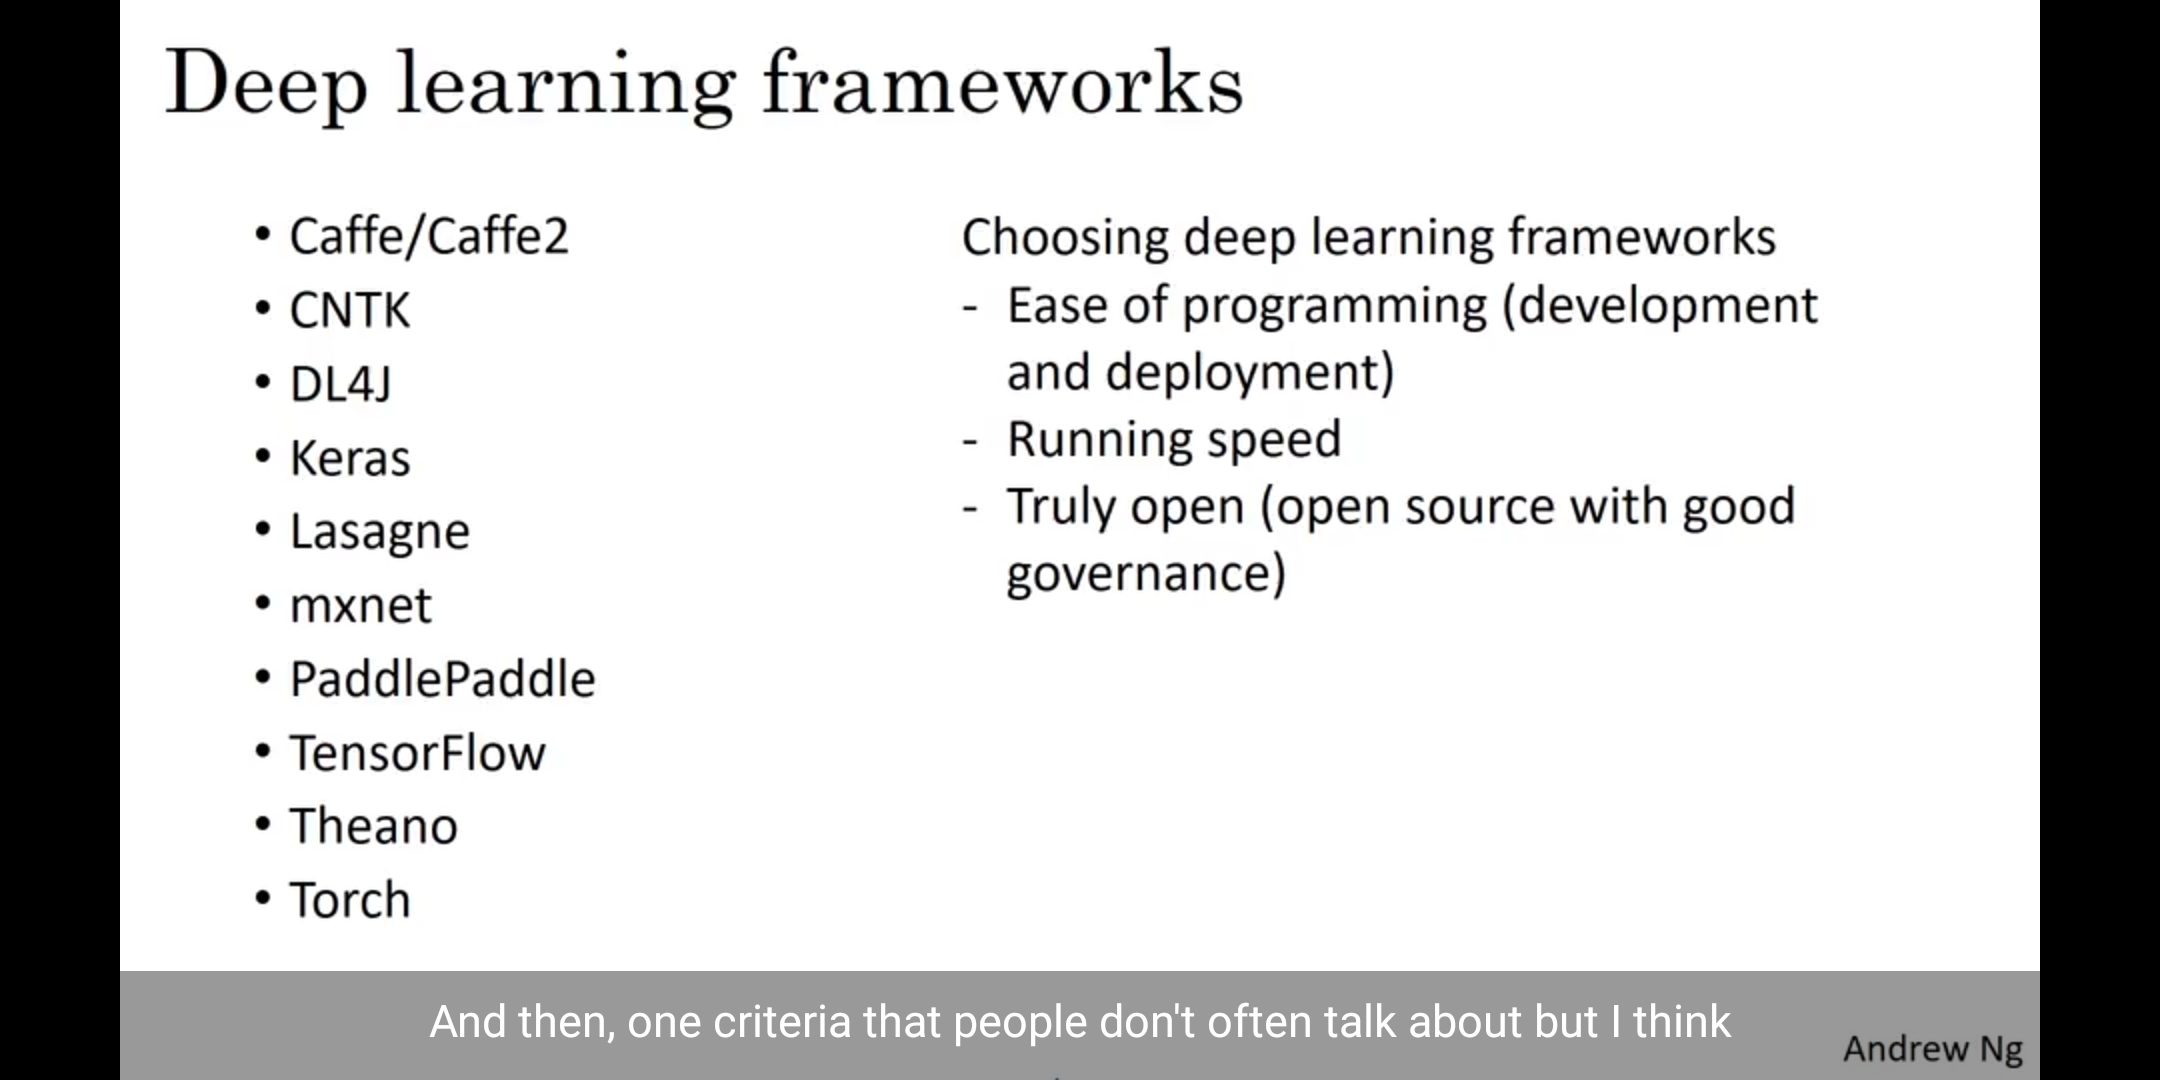 Deep learning frameworks
• Caffe/Caffe2
• CNTK
• DL4J
• Keras
• Lasagne
• mxnet
• PaddlePaddle
• TensorFlow
• Theano
• Torch
Choosing deep learning frameworks
- Ease of programming (development
and deployment)
- Running speed
- Truly open (open source with good
governance)
And then, one criteria that people don't often talk about but I think
Andrew Ng